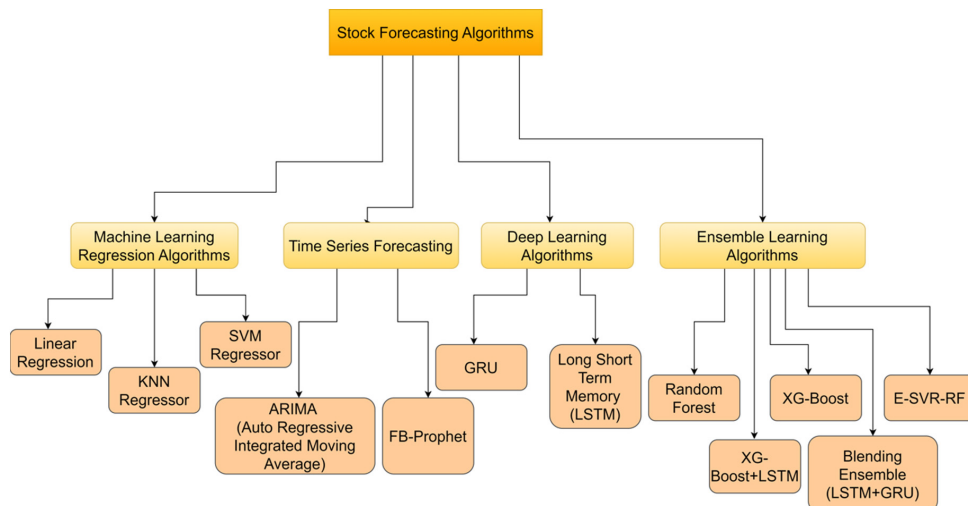 Stock Forecasting Algorithms
Machine Learning
Regression Algorithms
Time Series Forecasting
Deep Learning
Algorithms
Ensemble Learning
Algorithms
Linear
Regression
KNN
Regressor
SVM
Regressor
ARIMA
(Auto Regressive
Integrated Moving
Average)
FB-Prophet
GRU
Long Short
Term
Memory
(LSTM)
Random
Forest
XG-
Boost+LSTM
XG-Boost
Blending
Ensemble
(LSTM+GRU)
E-SVR-RF